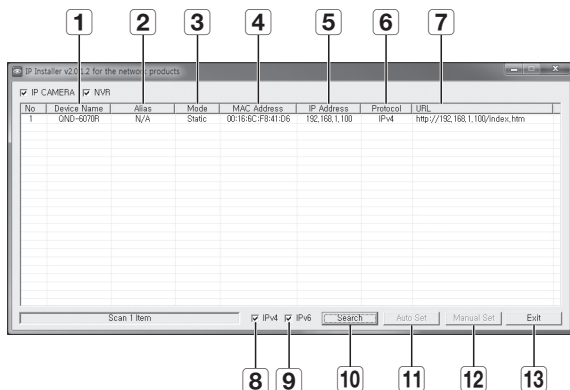 1 2 3 4 5 6 7
IP Installer v2.0.1.2 for the network products
IP CAMERA NVR
No Device Name Alias Mode MAC Address IP Address Protocol URL
1 QND-6070R N/A Static 00:16:6C:F8:41:D6 192,168,1,100 IPv4 http://192,168,1,100/index,htm
Scan 1 Item IPv4 IPv6 Search Auto Set Manual Set Exit
8 9 10 11 12 13